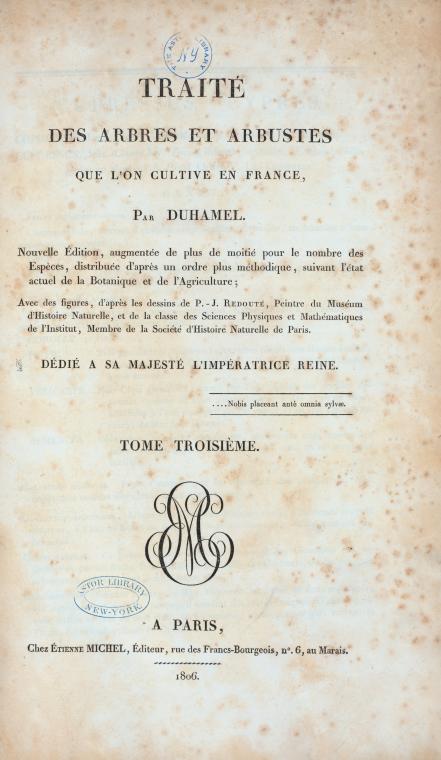 THE ASTOR LIBRARY
N Y
TRAITÉ
DES ARBRES ET ARBUSTES
QUE L'ON CULTIVE EN FRANCE,
PAR DUHAMEL.
Nouvelle Édition, augmentée de plus de moitié pour le nombre des
Espèces, distribuée d'après un ordre plus méthodique, suivant l'état
actuel de la Botanique et de l'Agriculture;
Avec des figures, d'après les dessins de P.-J. REDOUTÉ, Peintre du Muséum
d'Histoire Naturelle, et de la classe des Sciences Physiques et Mathématiques
de l'Institut, Membre de la Société d'Histoire Naturelle de Paris.
DÉDIÉ A SA MAJESTÉ L'IMPÉRATRICE REINE.
....Nobis placeant antè omnia sylvæ.
TOME TROISIÈME.
ASTOR LIBRARY
NEW-YORK
A PARIS,
Chez ÉTIENNE MICHEL, Éditeur, rue des Francs-Bourgeois, nº. 6, au Marais.
1806.